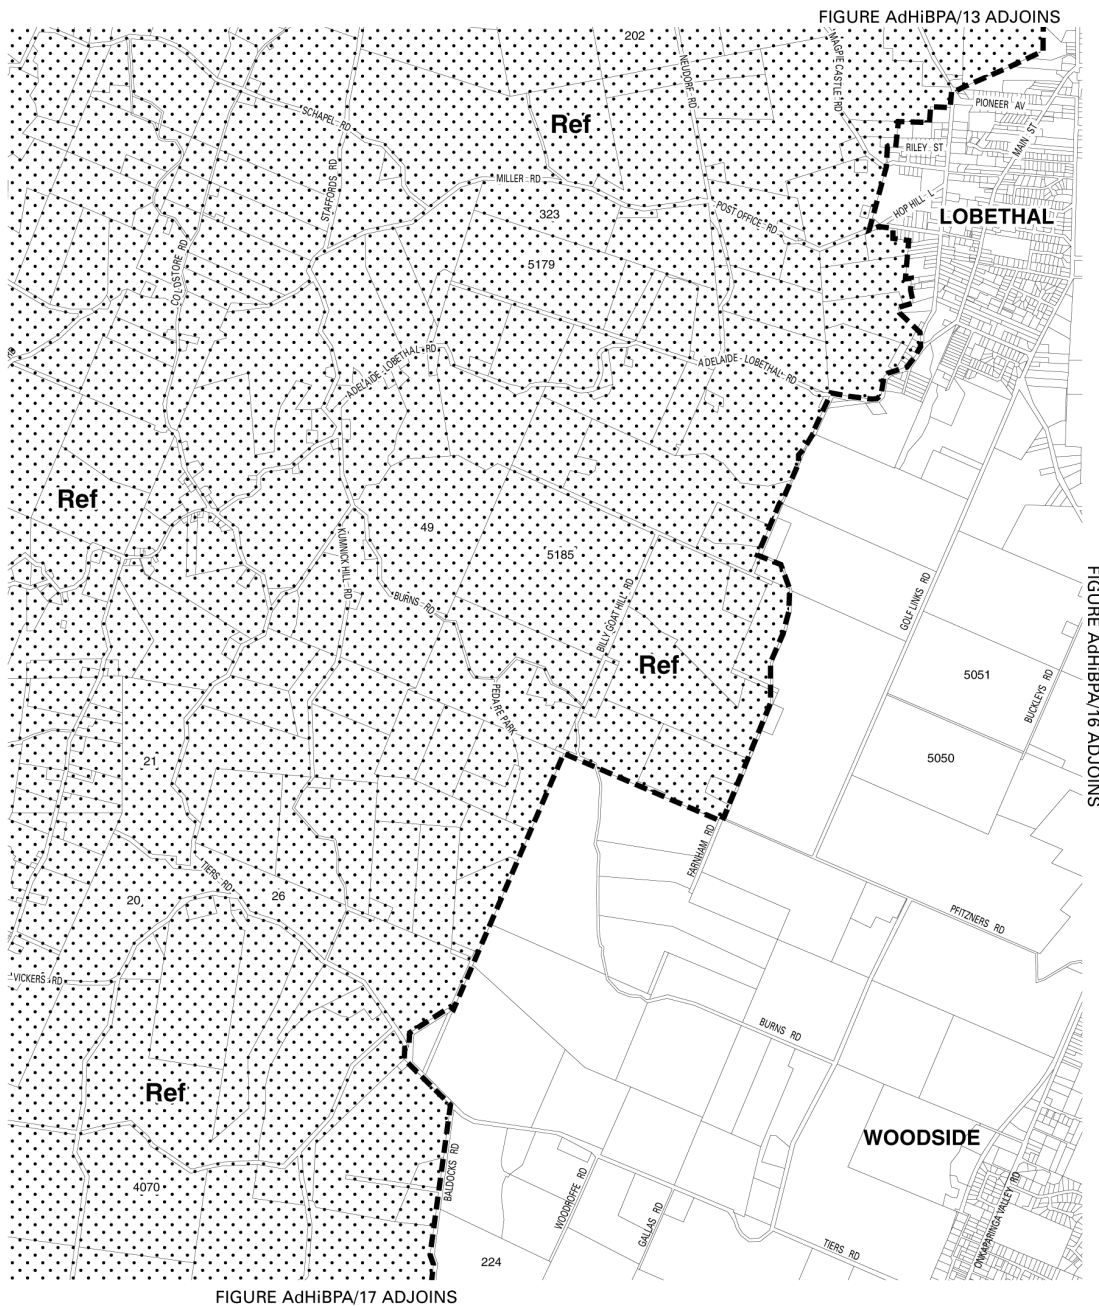 FIGURE AdHiBPA/13 ADJOINS
202
NEUDORF RD
MAGPIE CASTLE RD
PIONEER AV
SCHAPEL RD
Ref
MAIN ST
RILEY ST
STAFFORDS RD
MILLER RD
HOP HILL L
323
POST OFFICE RD
LOBETHAL
COLDSTORE RD
5179
ADELAIDE - LOBETHAL RD
ADELAIDE - LOBETHAL RD
Ref
49
KUMNICK HILL RD
5185
BURNS RD
BILLY GOAT HILL RD
GOLF LINKS RD
FIGURE AdHiBPA/16 ADJOINS
Ref
5051
PEDARE PARK
BUCKLEYS RD
21
5050
FARNHAM RD
TIERS RD
20
26
PFITZNERS RD
VICKERS RD
BURNS RD
Ref
WOODSIDE
BALDOCKS RD
4070
WOODROFFE RD
GALLAS RD
ONKAPARINGA VALLEY RD
TIERS RD
224
FIGURE AdHiBPA/17 ADJOINS